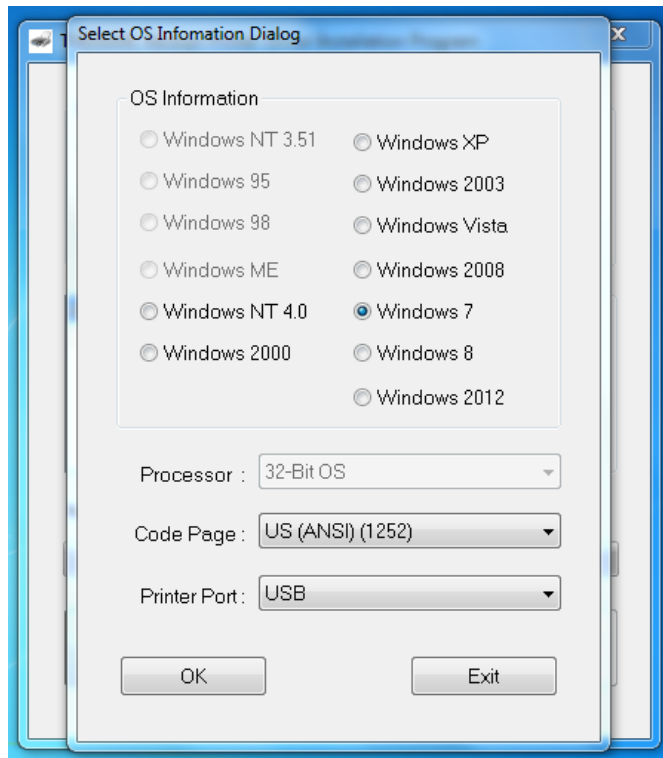 Select OS Infomation Dialog
OS Information
Windows NT 3.51
Windows 95
Windows 98
Windows ME
Windows NT 4.0
Windows 2000
Windows XP
Windows 2003
Windows Vista
Windows 2008
Windows 7
Windows 8
Windows 2012
Processor : 32-Bit OS
Code Page : US (ANSI) (1252)
Printer Port : USB
OK Exit